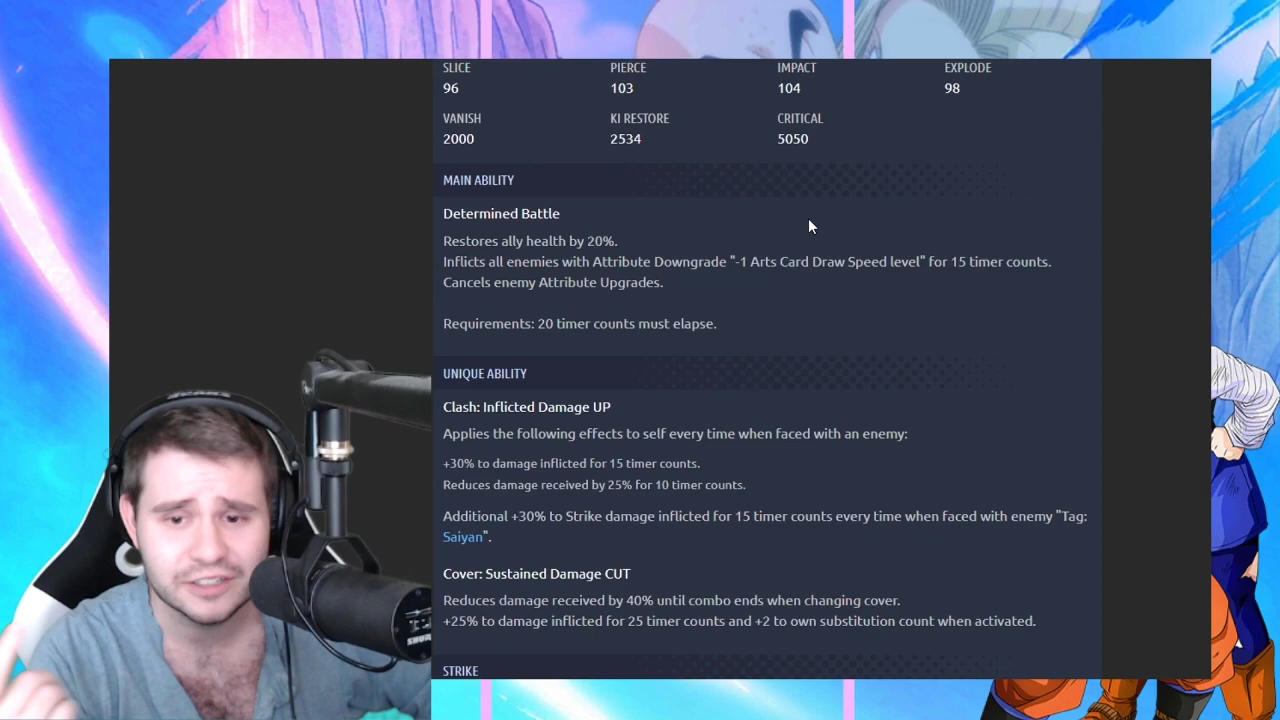 SLICE PIERCE IMPACT EXPLODE
96 103 104 98
VANISH KI RESTORE CRITICAL
2000 2534 5050
MAIN ABILITY
Determined Battle
Restores ally health by 20%.
Inflicts all enemies with Attribute Downgrade "-1 Arts Card Draw Speed level" for 15 timer counts.
Cancels enemy Attribute Upgrades.
Requirements: 20 timer counts must elapse.
UNIQUE ABILITY
Clash: Inflicted Damage UP
Applies the following effects to self every time when faced with an enemy:
+30% to damage inflicted for 15 timer counts.
Reduces damage received by 25% for 10 timer counts.
Additional +30% to Strike damage inflicted for 15 timer counts every time when faced with enemy "Tag:
Saiyan".
Cover: Sustained Damage CUT
Reduces damage received by 40% until combo ends when changing cover.
+25% to damage inflicted for 25 timer counts and +2 to own substitution count when activated.
STRIKE